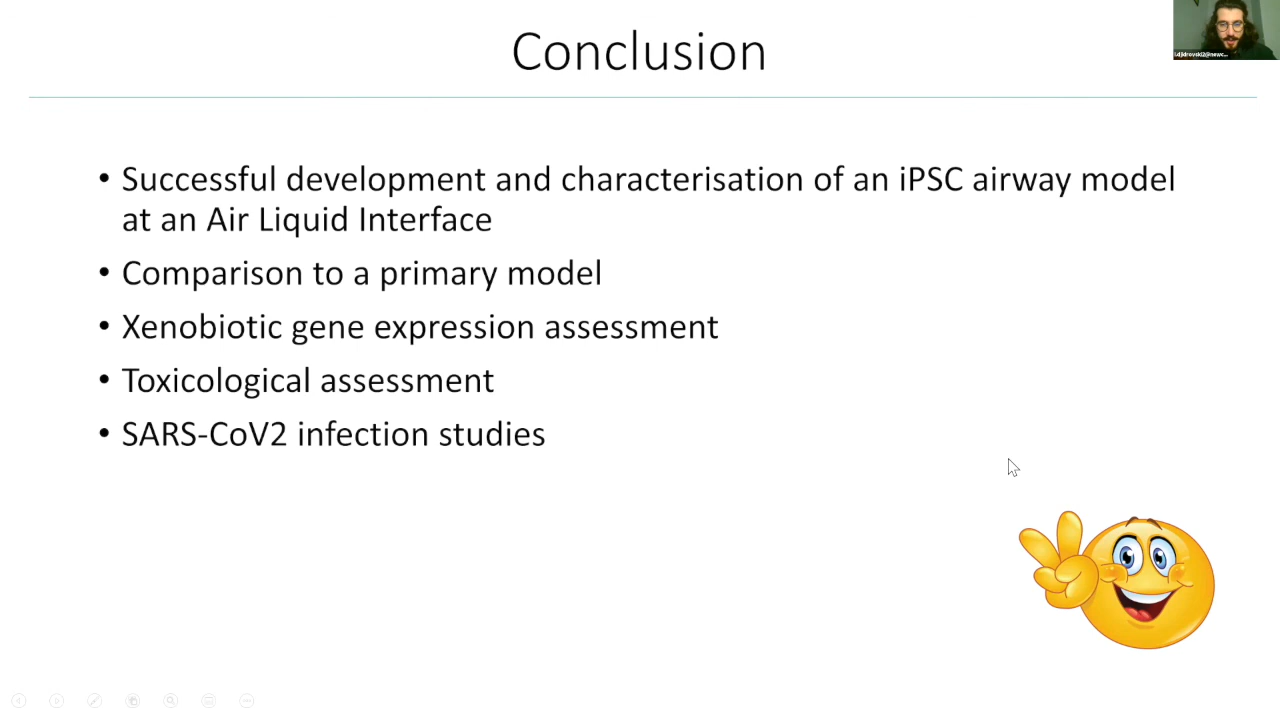 Conclusion
• Successful development and characterisation of an iPSC airway model
at an Air Liquid Interface
• Comparison to a primary model
• Xenobiotic gene expression assessment
• Toxicological assessment
• SARS-CoV2 infection studies